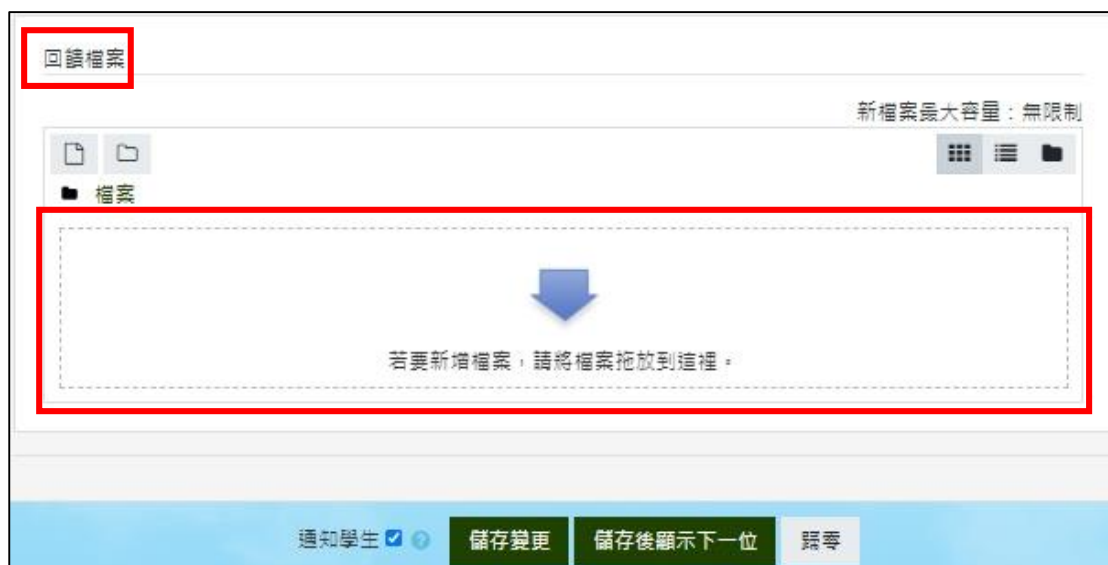 回饋檔案
新檔案最大容量：無限制
檔案
若要新增檔案，請將檔案拖放到這裡。
通知學生 儲存變更 儲存後顯示下一位 歸零